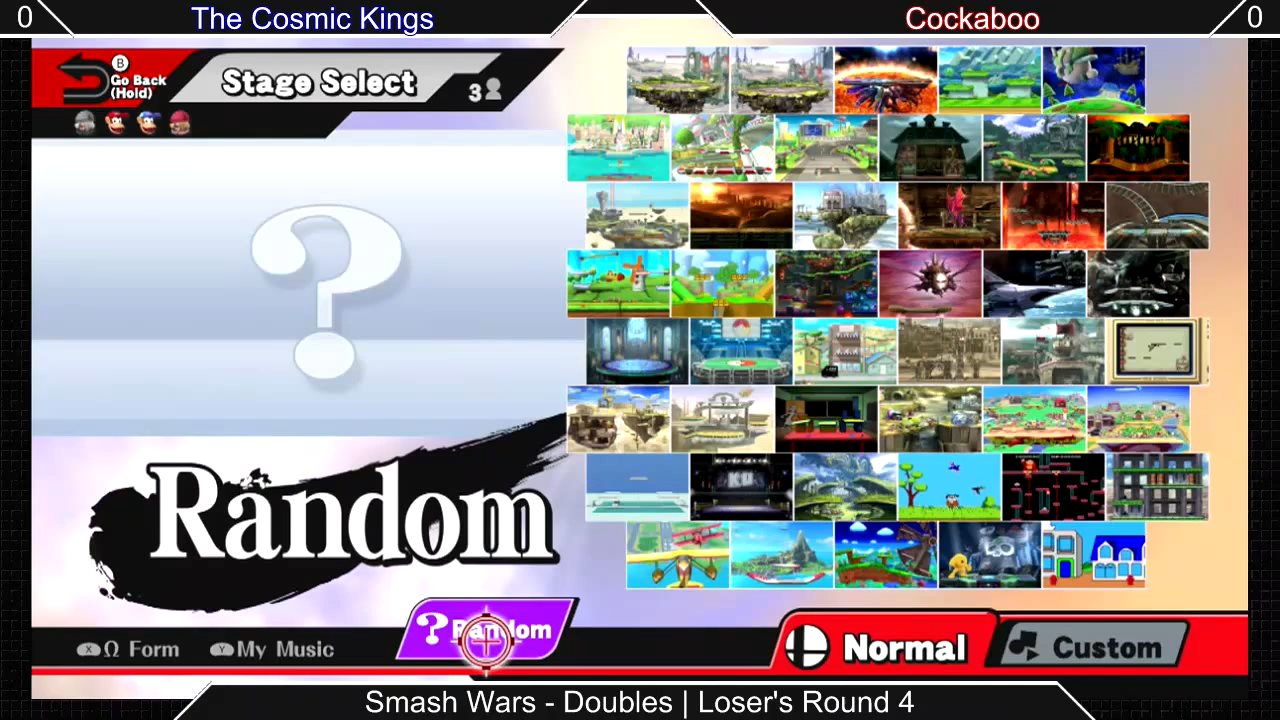 0 The Cosmic Kings Cockaboo 0
B Go Back (Hold)
Stage Select
3
?
Random
? Random
X Ω Form Y My Music
Normal
Custom
Smash Wars - Doubles | Loser's Round 4